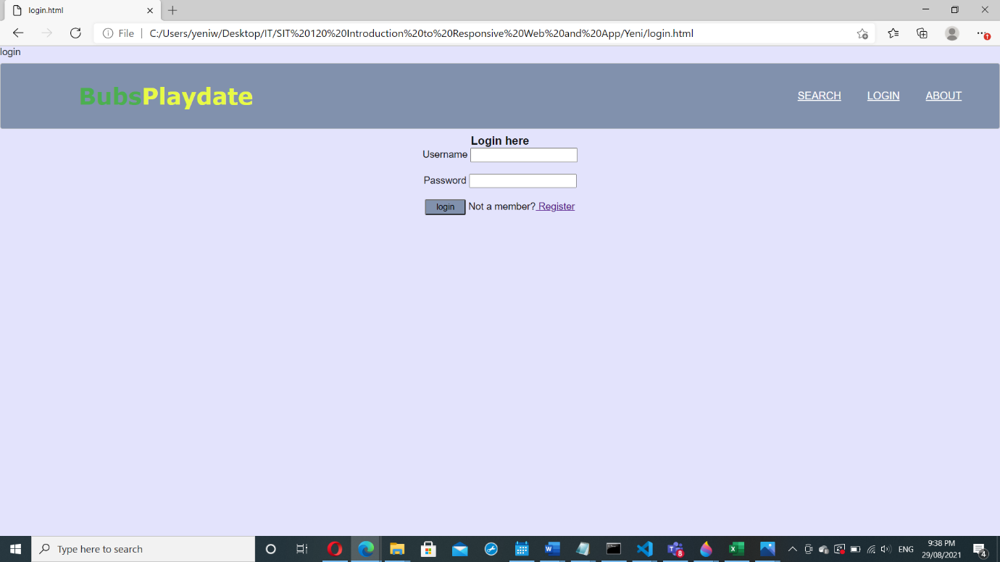 login.html
File | C:/Users/yeniw/Desktop/IT/SIT%20120%20Introduction%20to%20Responsive%20Web%20and%20App/Yeni/login.html
login
BubsPlaydate SEARCH LOGIN ABOUT
Login here
Username
Password
login Not a member? Register
Type here to search
ENG 9:38 PM
29/08/2021
8
4